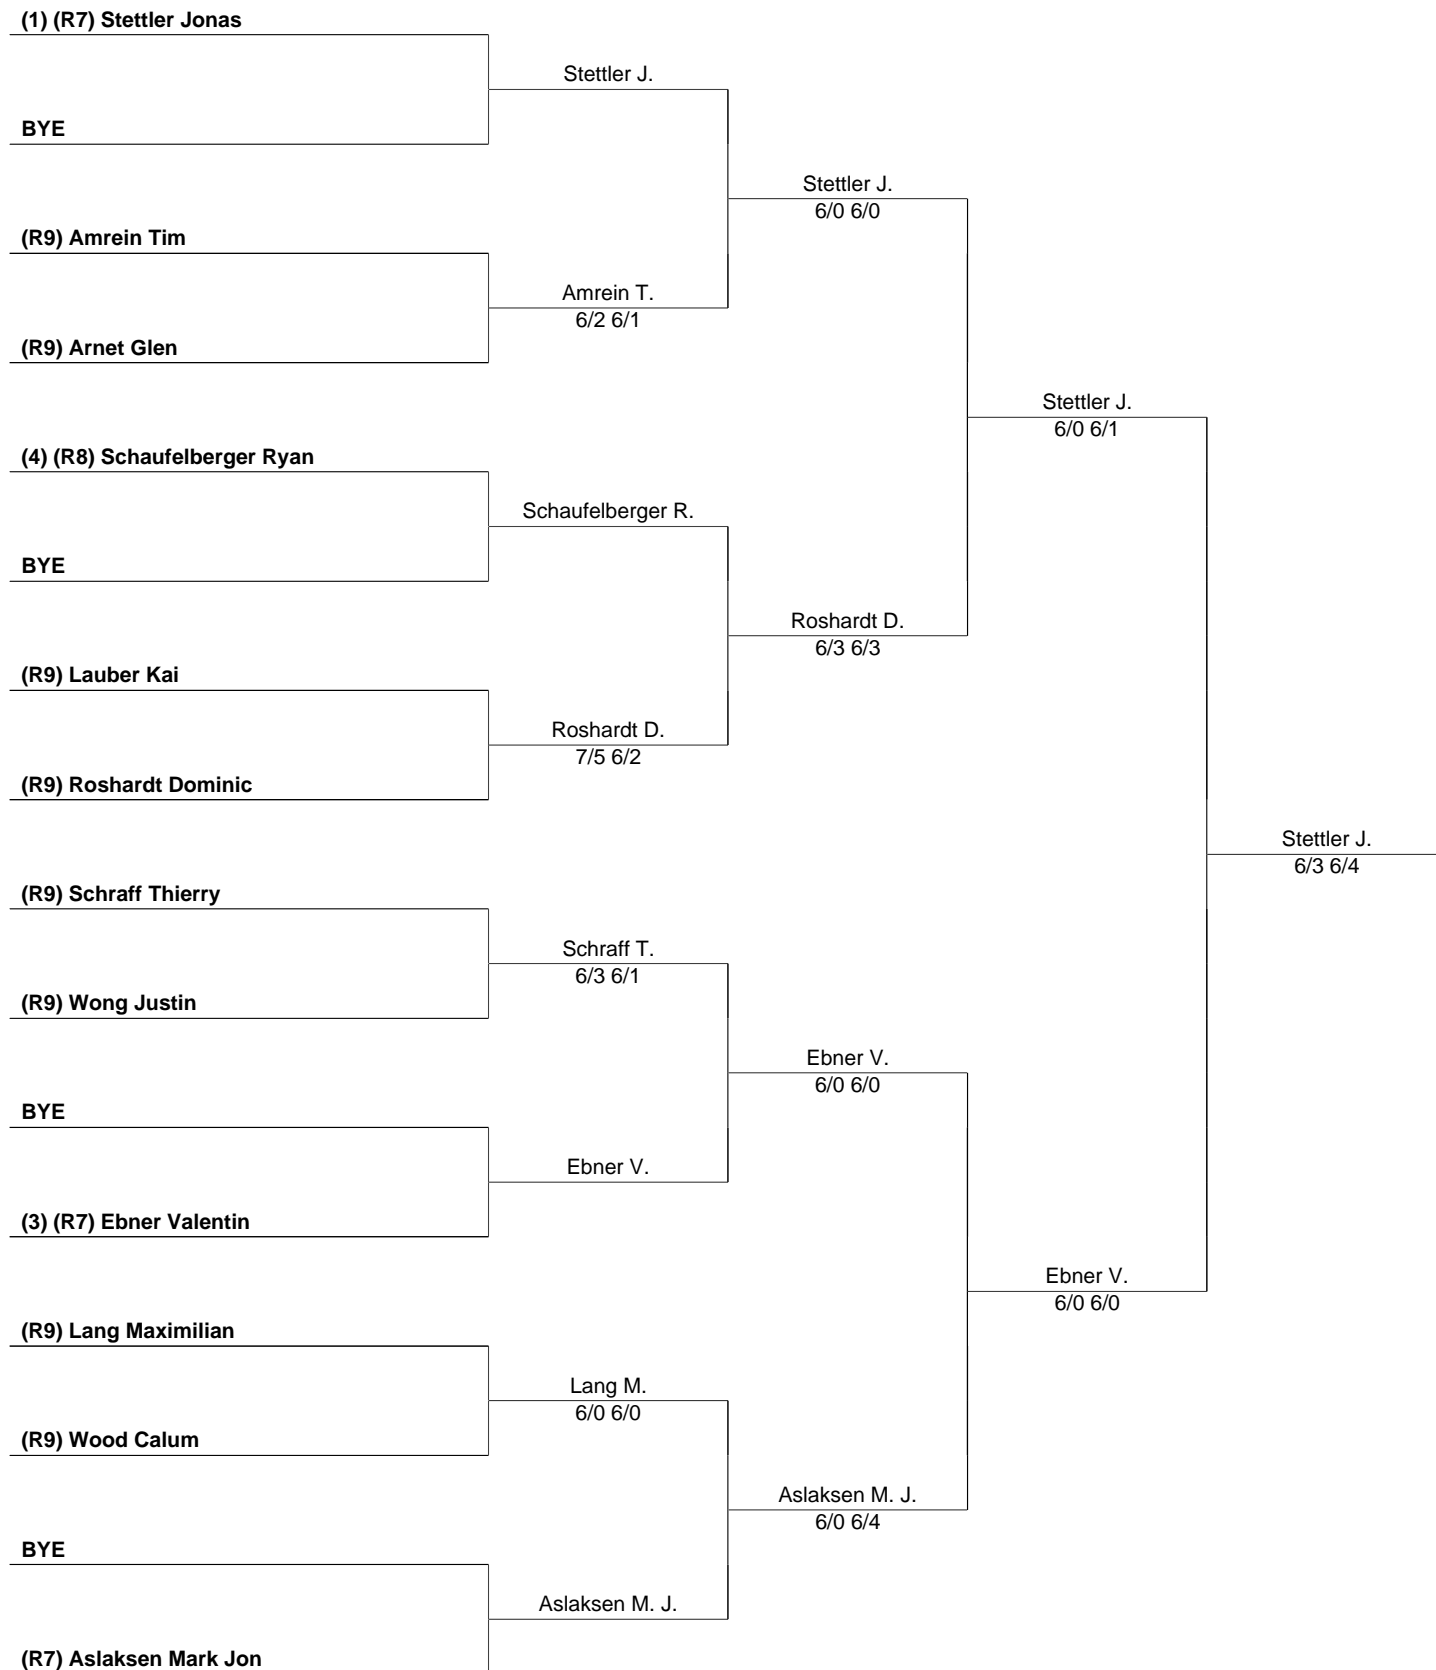 (1) (R7) Stettler Jonas
Stettler J.
BYE
Stettler J.
6/0 6/0
(R9) Amrein Tim
Amrein T.
6/2 6/1
(R9) Arnet Glen
Stettler J.
6/0 6/1
(4) (R8) Schaufelberger Ryan
Schaufelberger R.
BYE
Roshardt D.
6/3 6/3
(R9) Lauber Kai
Roshardt D.
7/5 6/2
(R9) Roshardt Dominic
Stettler J.
6/3 6/4
(R9) Schraff Thierry
Schraff T.
6/3 6/1
(R9) Wong Justin
Ebner V.
6/0 6/0
BYE
Ebner V.
(3) (R7) Ebner Valentin
Ebner V.
6/0 6/0
(R9) Lang Maximilian
Lang M.
6/0 6/0
(R9) Wood Calum
Aslaksen M. J.
6/0 6/4
BYE
Aslaksen M. J.
(R7) Aslaksen Mark Jon